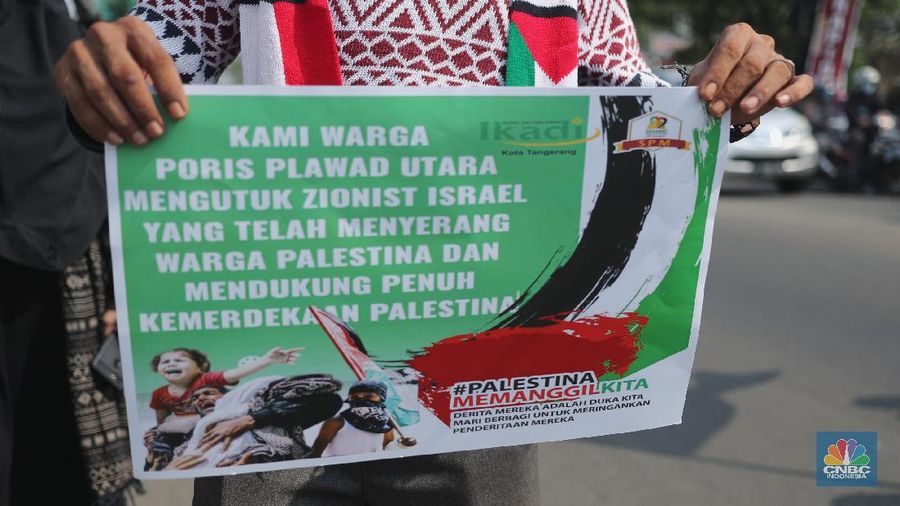 KAMI WARGA
PORIS PLAWAD UTARA
MENGUTUK ZIONIST ISRAEL
YANG TELAH MENYERANG
WARGA PALESTINA DAN
MENDUKUNG PENUH
KEMERDEKAAN PALESTINA!
Ikadi
Kota Tangerang
SPM
#PALESTINA
MEMANGGILKITA
DERITA MEREKA ADALAH DUKA KITA
MARI BERBAGI UNTUK MERINGANKAN
PENDERITAAN MEREKA
CNBC
INDONESIA